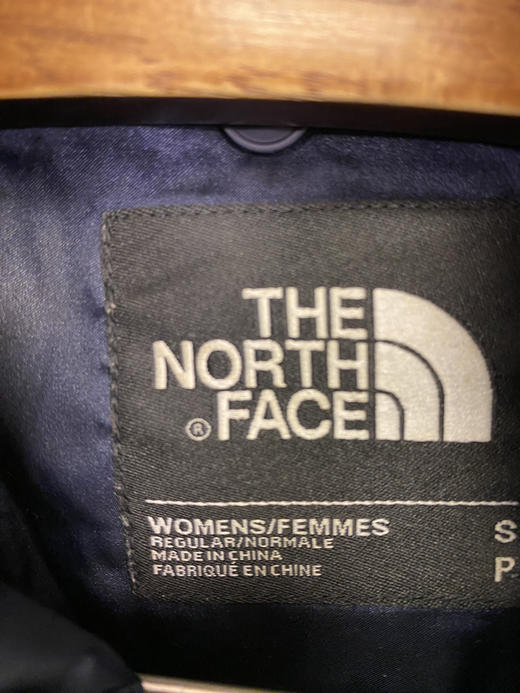 THE
NORTH
® FACE
WOMENS/FEMMES S
REGULAR/NORMALE
MADE IN CHINA P
FABRIQUÉ EN CHINE